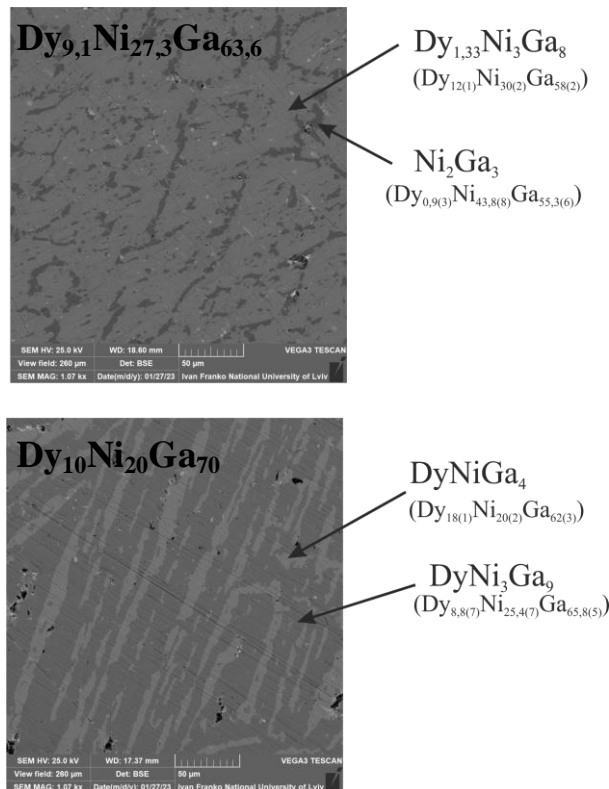 Dy9,1Ni27,3Ga63,6
Dy1,33Ni3Ga8
(Dy12(1)Ni30(2)Ga58(2))
Ni2Ga3
(Dy0,9(3)Ni43,8(8)Ga55,3(6))
SEM HV: 25.0 kV WD: 18.60 mm VEGA3 TESCAN
View field: 260 µm Det: BSE 50 µm
SEM MAG: 1.07 kx Date(m/d/y): 01/27/23 Ivan Franko National University of Lviv
Dy10Ni20Ga70
DyNiGa4
(Dy18(1)Ni20(2)Ga62(3))
DyNi3Ga9
(Dy8,8(7)Ni25,4(7)Ga65,8(5))
SEM HV: 25.0 kV WD: 17.37 mm VEGA3 TESCAN
View field: 260 µm Det: BSE 50 µm
SEM MAG: 1.07 kx Date(m/d/y): 01/27/23 Ivan Franko National University of Lviv